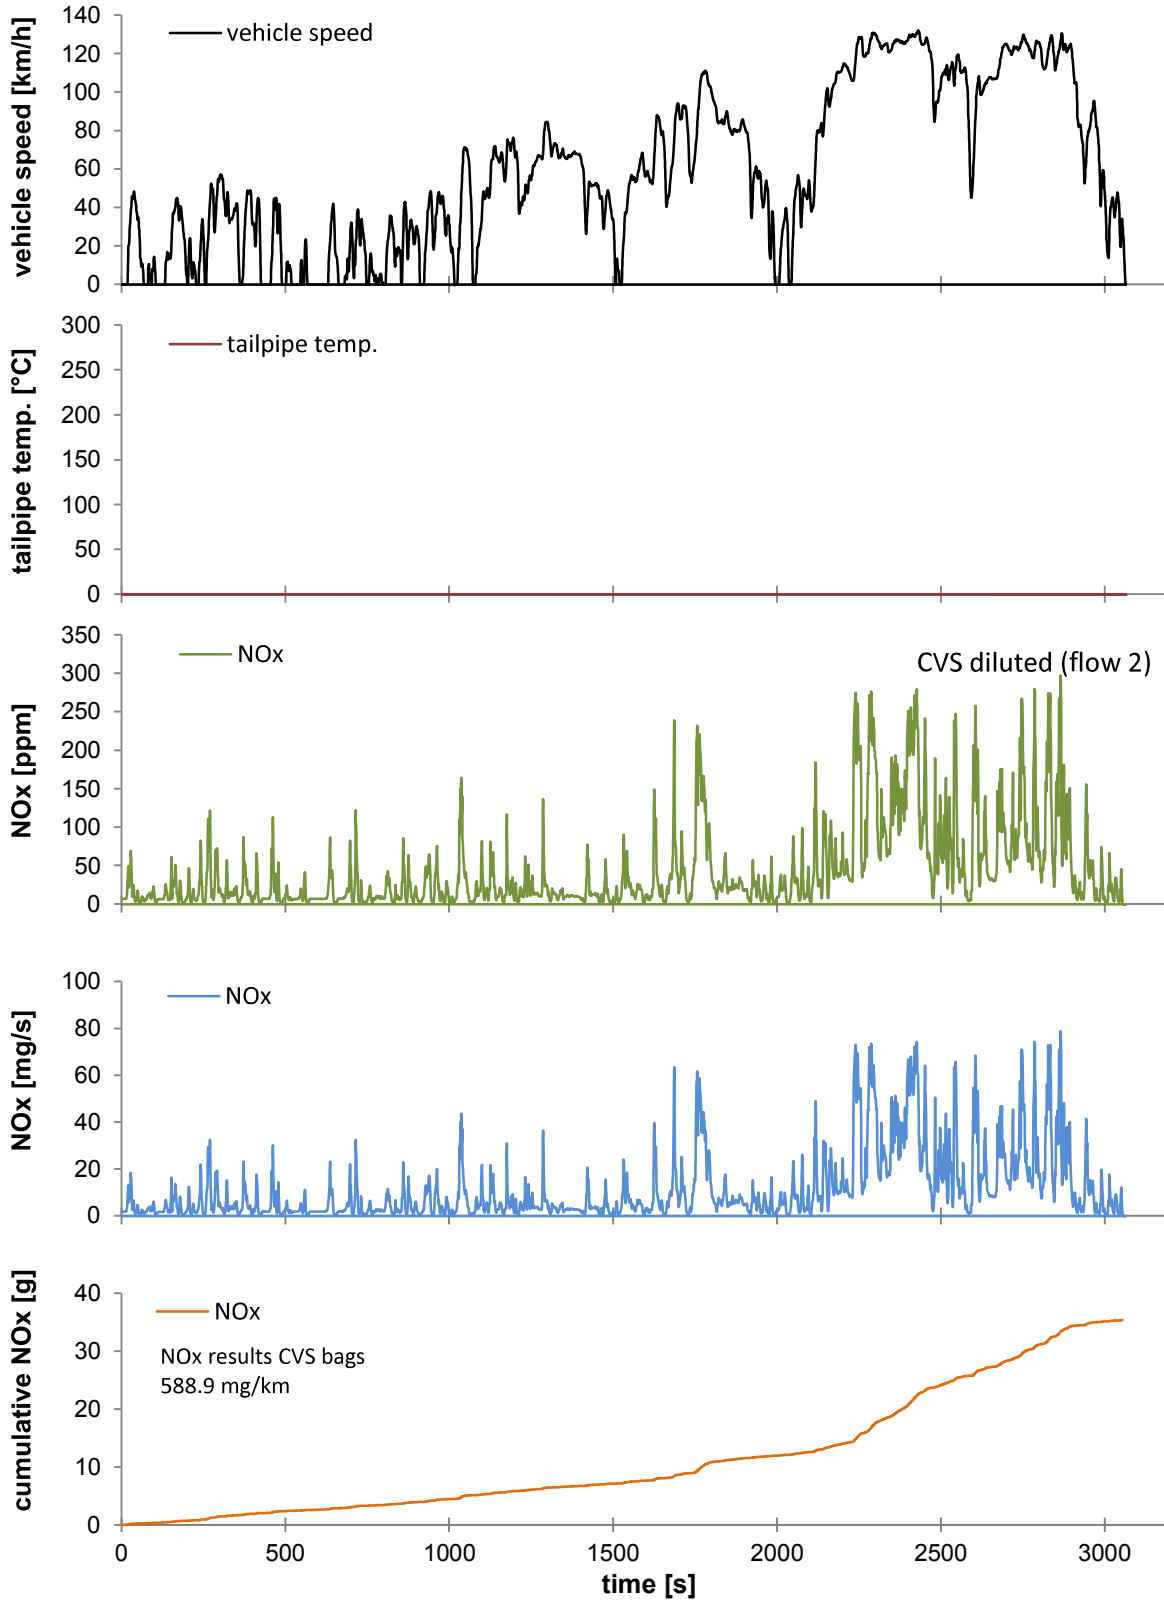 vehicle speed [km/h]
140
120
100
80
60
40
20
0
vehicle speed
tailpipe temp. [°C]
300
250
200
150
100
50
0
tailpipe temp.
NOx [ppm]
350
300
250
200
150
100
50
0
NOx
CVS diluted (flow 2)
NOx [mg/s]
100
80
60
40
20
0
NOx
cumulative NOx [g]
40
30
20
10
0
NOx
NOx results CVS bags
588.9 mg/km
0 500 1000 1500 2000 2500 3000
time [s]